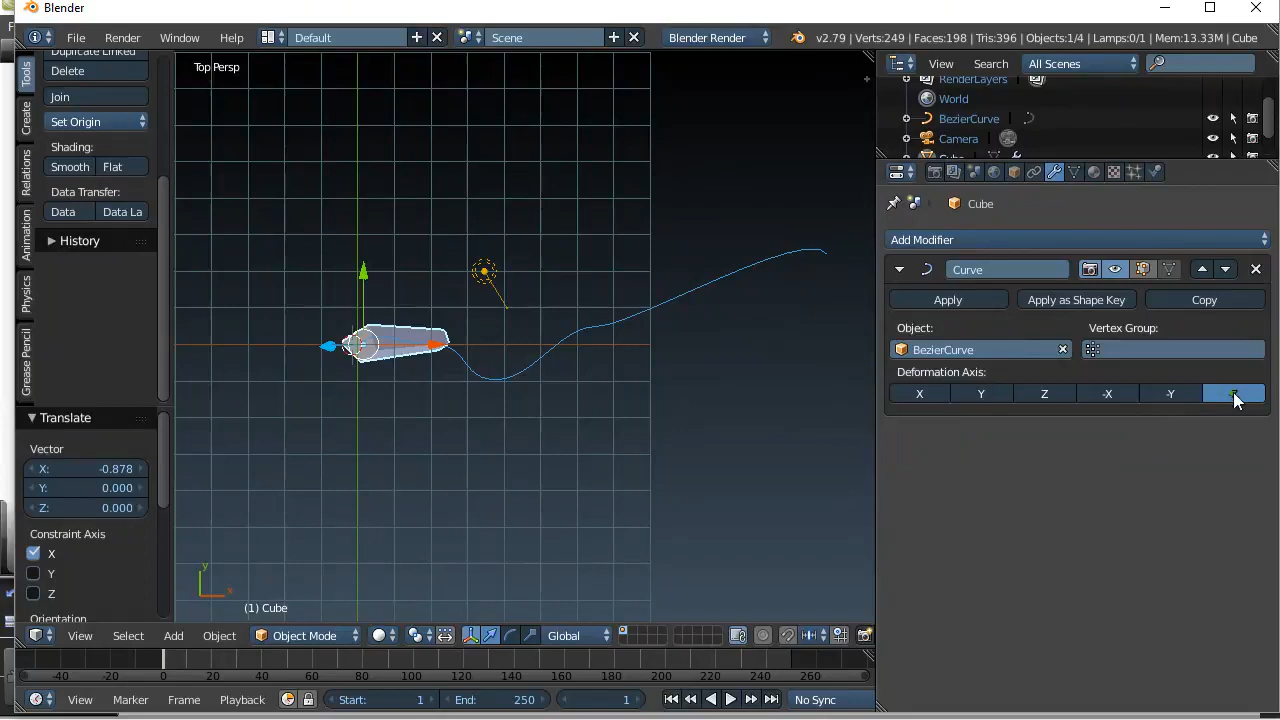 Blender
File Render Window Help Default Scene Blender Render v2.79 | Verts:249 | Faces:198 | Tris:396 | Objects:1/4 | Lamps:0/1 | Mem:13.33M | Cube
Duplicate Linked
Delete
Join
Set Origin
Shading:
Smooth Flat
Data Transfer:
Data Data La
History
Tools
Create
Relations
Animation
Physics
Grease Pencil
Translate
Vector
X: -0.878
Y: 0.000
Z: 0.000
Constraint Axis
X
Y
Z
Orientation
Top Persp
y
x
(1) Cube
View Select Add Object Object Mode Global
-40 -20 0 20 40 60 80 100 120 140 160 180 200 220 240 260
View Marker Frame Playback Start: 1 End: 250 1 No Sync
View Search All Scenes
RenderLayers
World
BezierCurve
Camera
Cube
Add Modifier
Curve
Apply Apply as Shape Key Copy
Object: Vertex Group:
BezierCurve
Deformation Axis:
X Y Z -X -Y